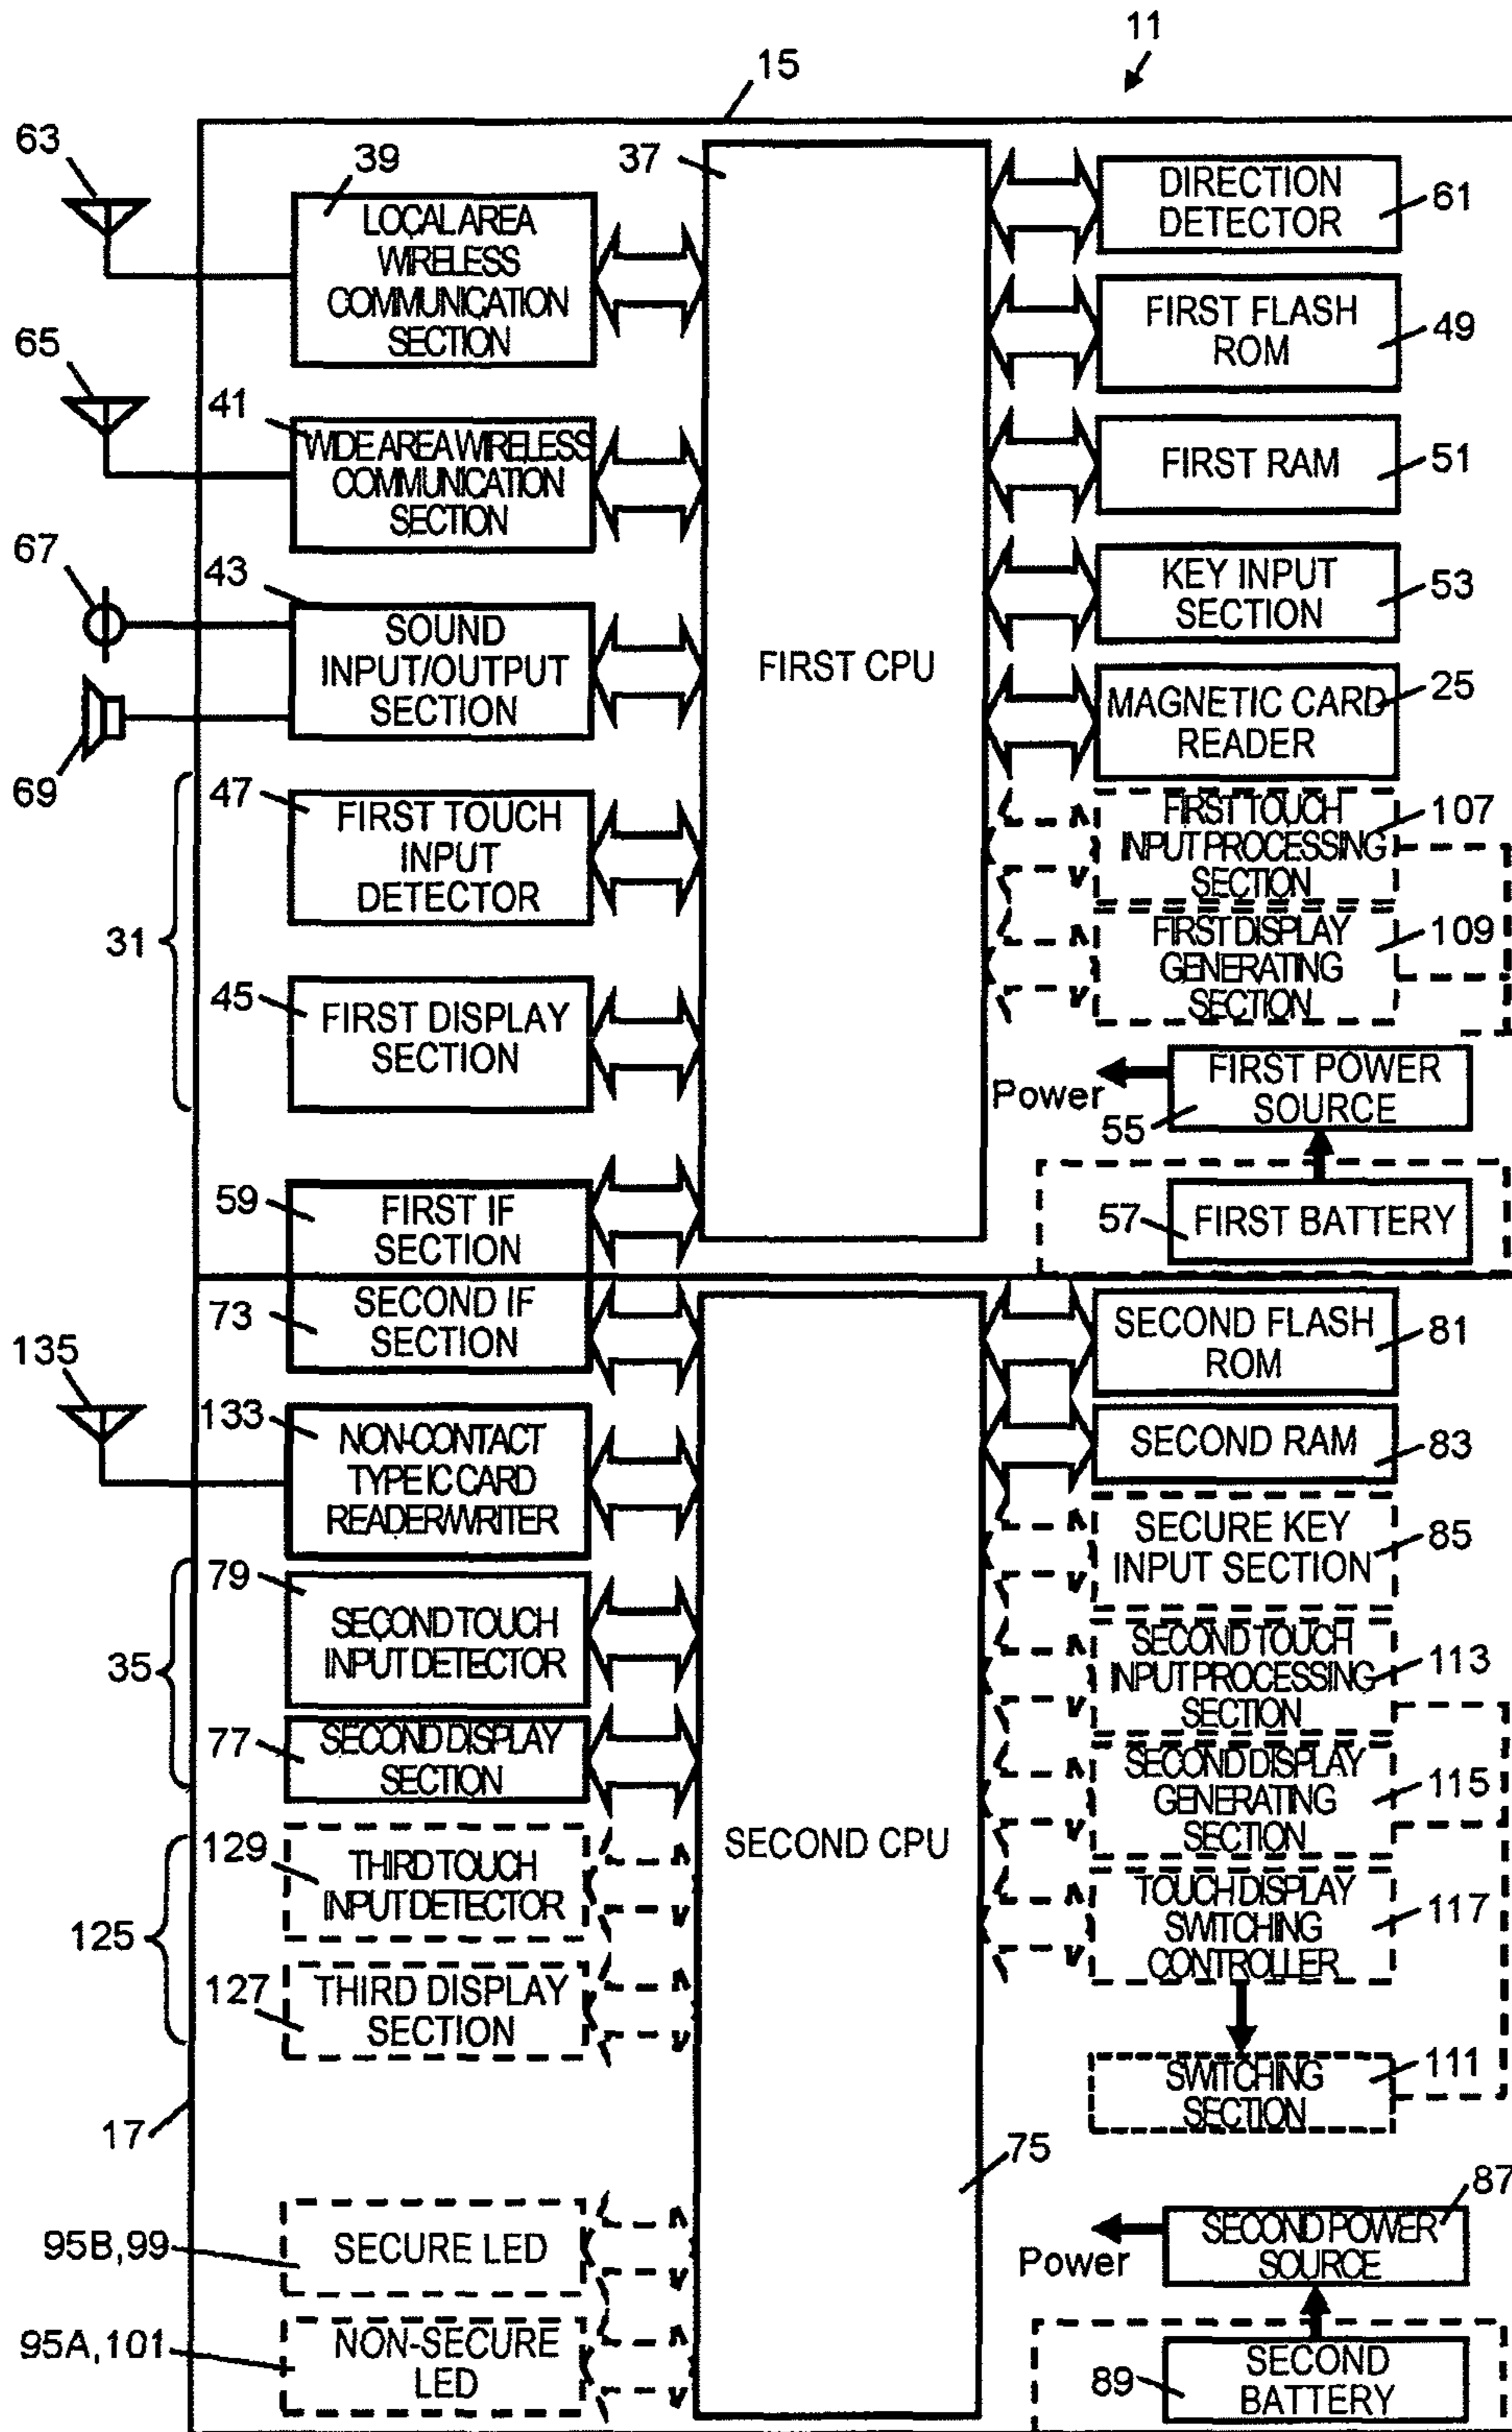 11
15
63
39
LOCAL AREA
WIRELESS
COMMUNICATION
SECTION
37
DIRECTION
DETECTOR
61
FIRST FLASH
ROM
49
65
41
WIDE AREA WIRELESS
COMMUNICATION
SECTION
FIRST RAM
51
67
43
SOUND
INPUT/OUTPUT
SECTION
69
FIRST CPU
KEY INPUT
SECTION
53
MAGNETIC CARD
READER
25
47
FIRST TOUCH
INPUT
DETECTOR
31
FIRST TOUCH
INPUT PROCESSING
SECTION
107
FIRST DISPLAY
GENERATING
SECTION
109
45
FIRST DISPLAY
SECTION
Power
FIRST POWER
SOURCE
55
59
FIRST IF
SECTION
57
FIRST BATTERY
73
SECOND IF
SECTION
SECOND FLASH
ROM
81
135
133
NON-CONTACT
TYPE IC CARD
READER/WRITER
SECOND RAM
83
SECURE KEY
INPUT SECTION
85
79
SECOND TOUCH
INPUT DETECTOR
35
SECOND TOUCH
INPUT PROCESSING
SECTION
113
77
SECOND DISPLAY
SECTION
SECOND DISPLAY
GENERATING
SECTION
115
SECOND CPU
129
THIRD TOUCH
INPUT DETECTOR
125
TOUCH DISPLAY
SWITCHING
CONTROLLER
117
127
THIRD DISPLAY
SECTION
SWITCHING
SECTION
111
17
75
95B,99
SECURE LED
Power
SECOND POWER
SOURCE
87
95A,101
NON-SECURE
LED
89
SECOND
BATTERY